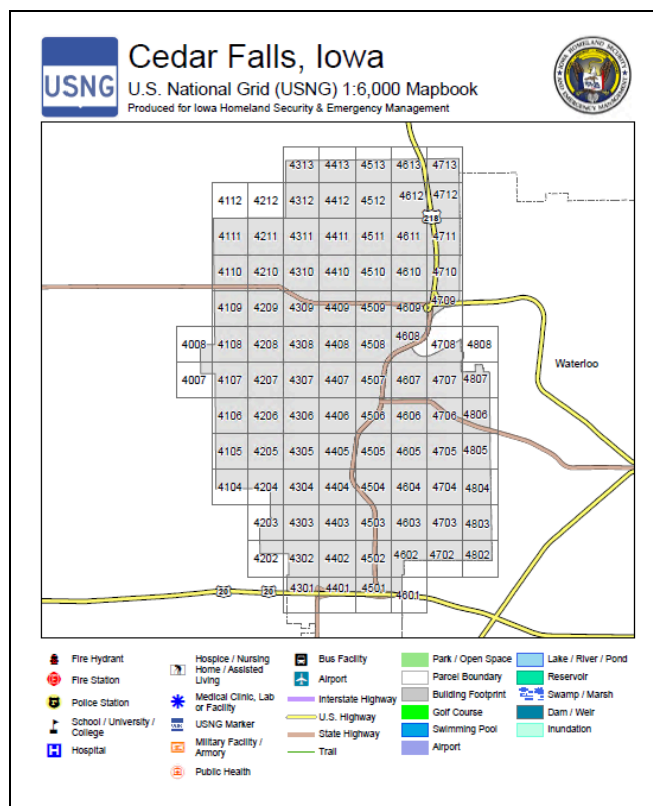 USNG
Cedar Falls, Iowa
U.S. National Grid (USNG) 1:6,000 Mapbook
Produced for Iowa Homeland Security & Emergency Management
4313 4413 4513 4613 4713
4112 4212 4312 4412 4512 4612 4712
218
4111 4211 4311 4411 4511 4611 4711
4110 4210 4310 4410 4510 4610 4710
4109 4209 4309 4409 4509 4609 4709
4008 4108 4208 4308 4408 4508 4608 4708 4808
Waterloo
4007 4107 4207 4307 4407 4507 4607 4707 4807
4106 4206 4306 4406 4506 4606 4706 4806
4105 4205 4305 4405 4505 4605 4705 4805
4104 4204 4304 4404 4504 4604 4704 4804
4203 4303 4403 4503 4603 4703 4803
4202 4302 4402 4502 4602 4702 4802
20 20 4301 4401 4501 4601
Fire Hydrant
Fire Station
Police Station
School / University /
College
Hospital
Hospice / Nursing
Home / Assisted
Living
Medical Clinic, Lab
or Facility
USNG Marker
Military Facility /
Armory
Public Health
Bus Facility
Airport
Interstate Highway
U.S. Highway
State Highway
Trail
Park / Open Space
Parcel Boundary
Building Footprint
Golf Course
Swimming Pool
Airport
Lake / River / Pond
Reservoir
Swamp / Marsh
Dam / Weir
Inundation